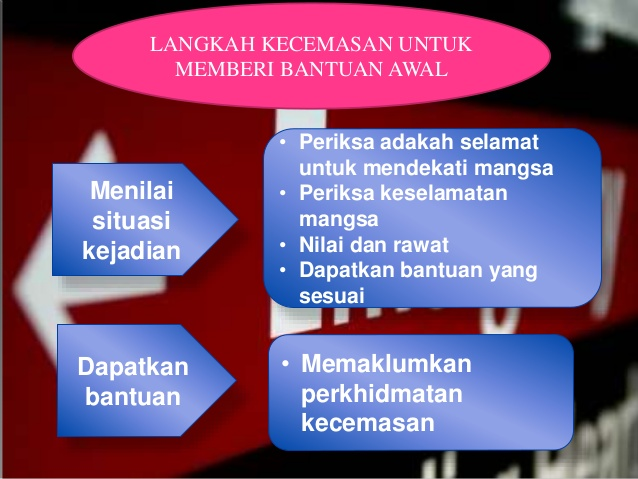 LANGKAH KECEMASAN UNTUK
MEMBERI BANTUAN AWAL
Menilai
situasi
kejadian
• Periksa adakah selamat
untuk mendekati mangsa
• Periksa keselamatan
mangsa
• Nilai dan rawat
• Dapatkan bantuan yang
sesuai
Dapatkan
bantuan
• Memaklumkan
perkhidmatan
kecemasan